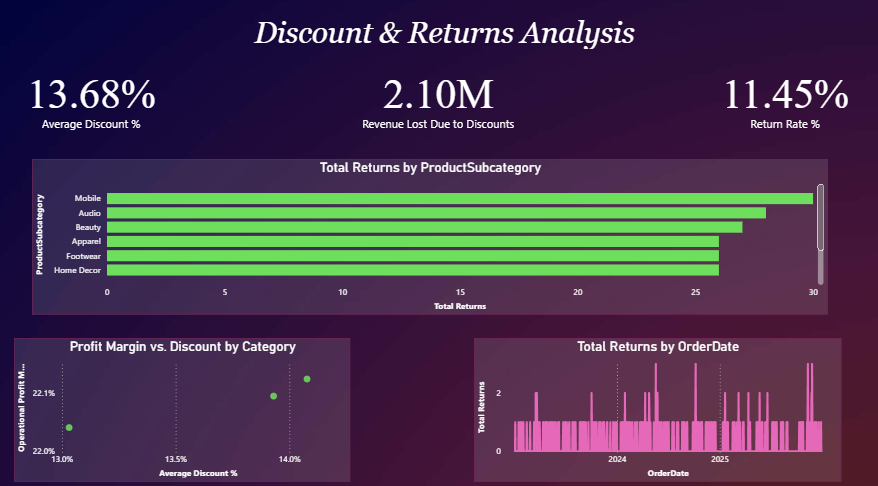 Discount & Returns Analysis
13.68%
Average Discount %
2.10M
Revenue Lost Due to Discounts
11.45%
Return Rate %
Total Returns by ProductSubcategory
ProductSubcategory
Mobile
Audio
Beauty
Apparel
Footwear
Home Decor
0 5 10 15 20 25 30
Total Returns
Profit Margin vs. Discount by Category
Operational Profit M...
22.1%
22.0%
13.0% 13.5% 14.0%
Average Discount %
Total Returns by OrderDate
Total Returns
2
0
2024 2025
OrderDate